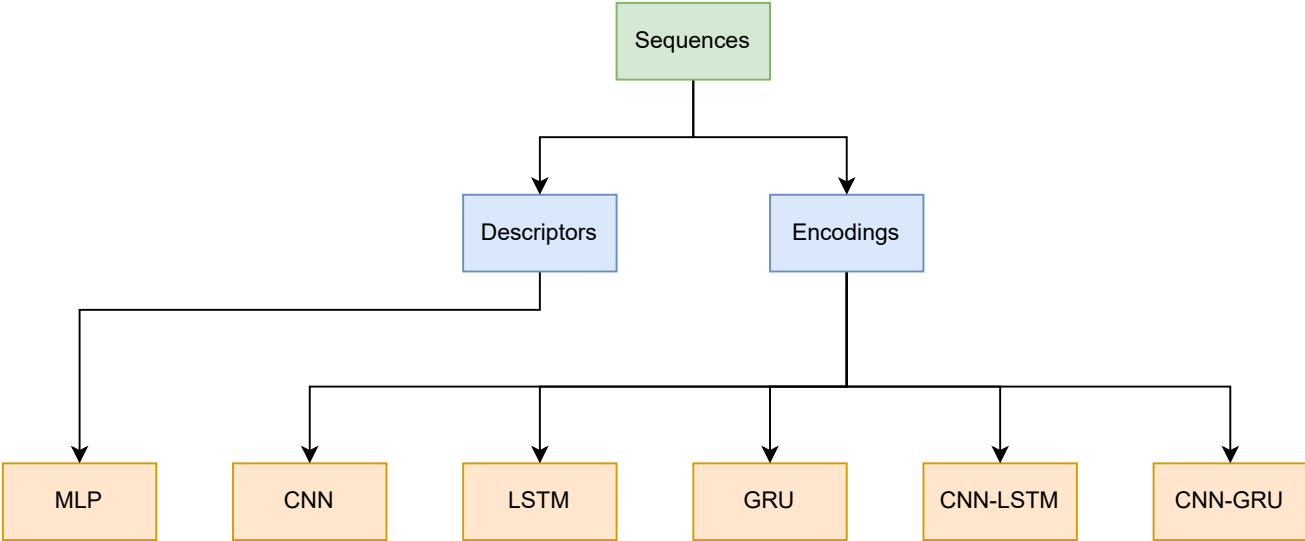 Sequences
Descriptors
Encodings
MLP
CNN
LSTM
GRU
CNN-LSTM
CNN-GRU